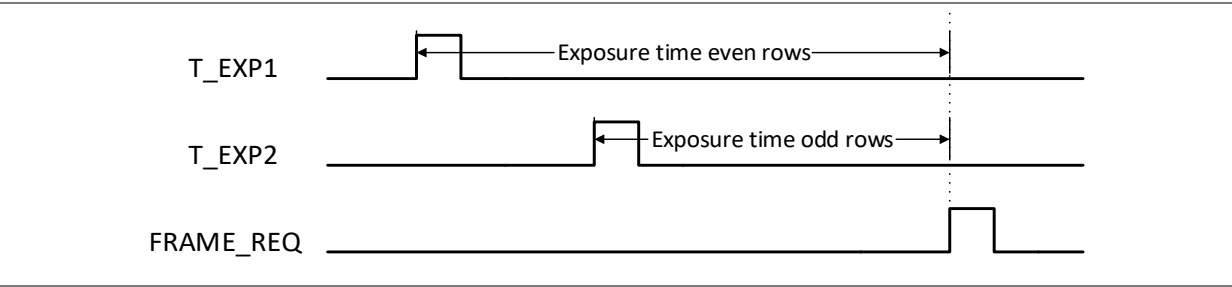 T_EXP1
Exposure time even rows
T_EXP2
Exposure time odd rows
FRAME_REQ